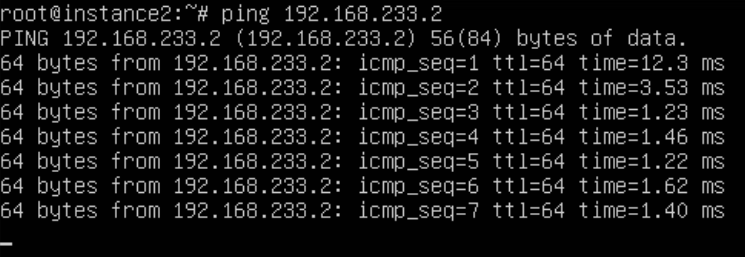 root@instance2:~# ping 192.168.233.2
PING 192.168.233.2 (192.168.233.2) 56(84) bytes of data.
64 bytes from 192.168.233.2: icmp_seq=1 ttl=64 time=12.3 ms
64 bytes from 192.168.233.2: icmp_seq=2 ttl=64 time=3.53 ms
64 bytes from 192.168.233.2: icmp_seq=3 ttl=64 time=1.23 ms
64 bytes from 192.168.233.2: icmp_seq=4 ttl=64 time=1.46 ms
64 bytes from 192.168.233.2: icmp_seq=5 ttl=64 time=1.22 ms
64 bytes from 192.168.233.2: icmp_seq=6 ttl=64 time=1.62 ms
64 bytes from 192.168.233.2: icmp_seq=7 ttl=64 time=1.40 ms